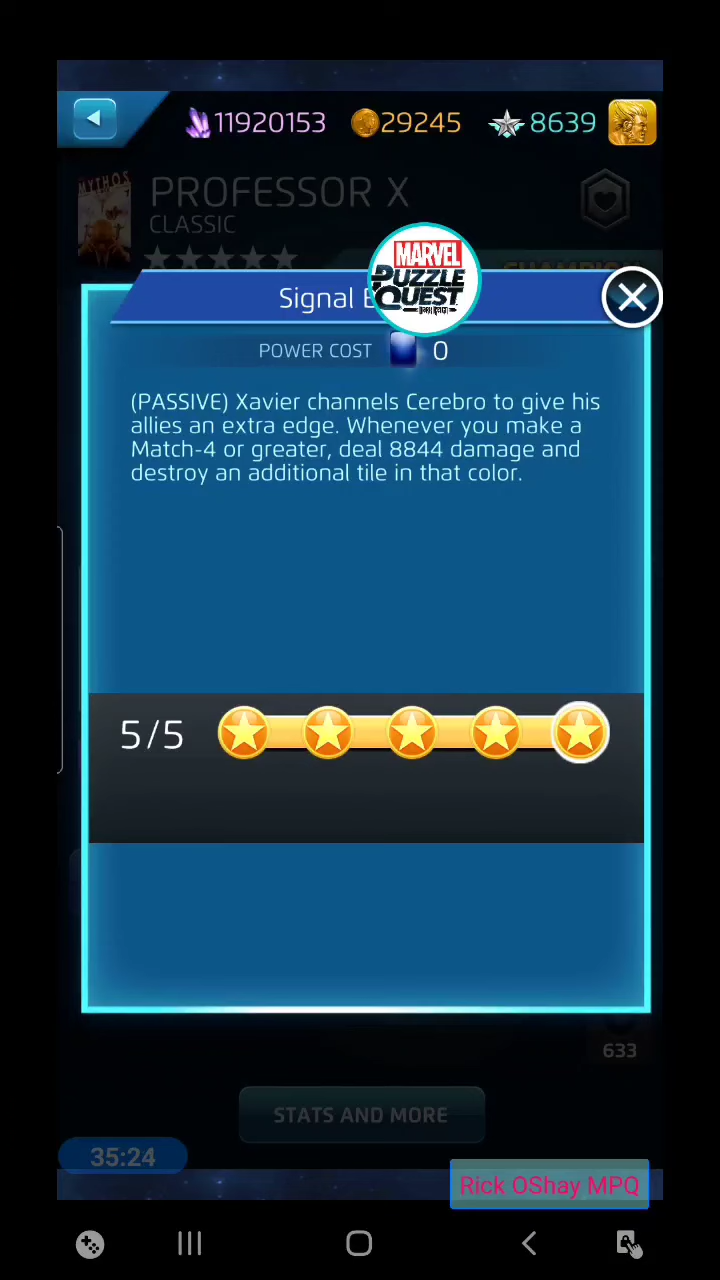 11920153 29245 8639
MYTHOS
PROFESSOR X
CLASSIC
MARVEL
PUZZLE
QUEST
Signal
POWER COST 0
(PASSIVE) Xavier channels Cerebro to give his
allies an extra edge. Whenever you make a
Match-4 or greater, deal 8844 damage and
destroy an additional tile in that color.
5/5
633
STATS AND MORE
35:24
Rick OShay MPQ